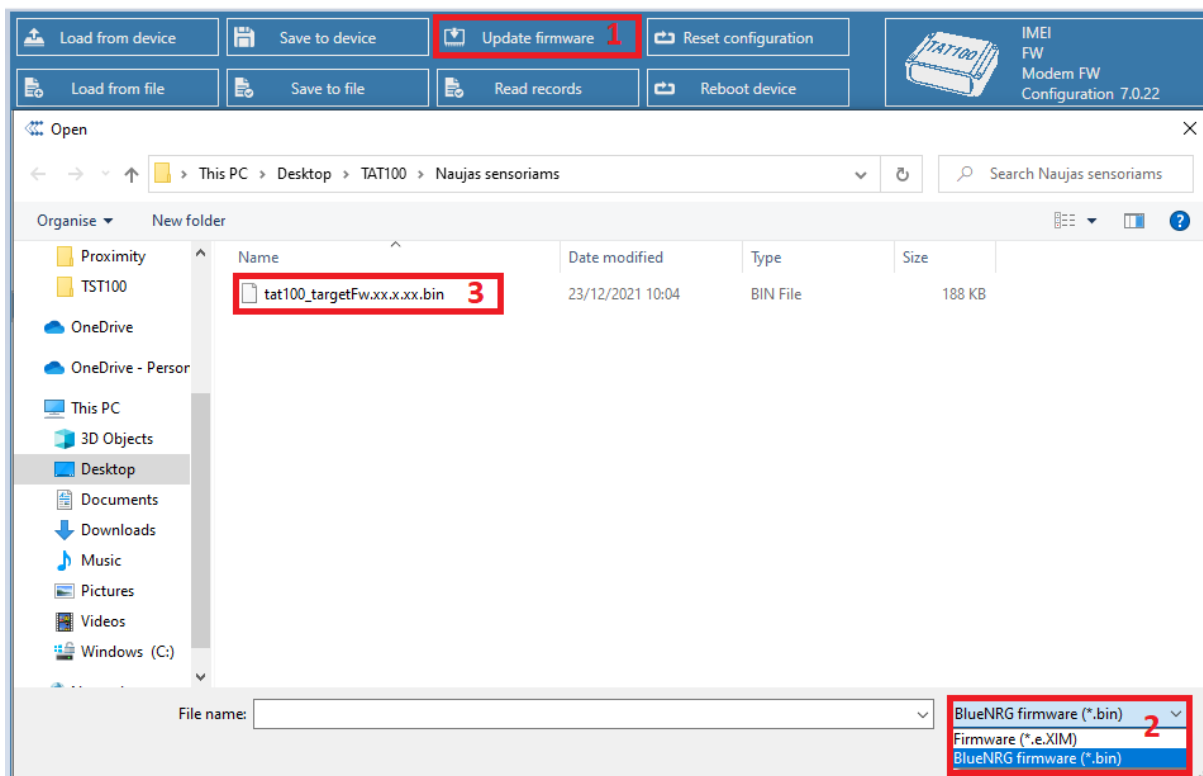 Load from device
Save to device
Update firmware 1
Reset configuration
Load from file
Save to file
Read records
Reboot device
TAT100
IMEI
FW
Modem FW
Configuration 7.0.22
Open
This PC > Desktop > TAT100 > Naujas sensoriams
Search Naujas sensoriams
Organise
New folder
?
Proximity
TST100
OneDrive
OneDrive - Person
This PC
3D Objects
Desktop
Documents
Downloads
Music
Pictures
Videos
Windows (C:)
Name
Date modified
Type
Size
tat100_targetFw.xx.x.xx.bin 3
23/12/2021 10:04
BIN File
188 KB
File name:
BlueNRG firmware (*.bin) 2
Firmware (*.e.XIM)
BlueNRG firmware (*.bin)